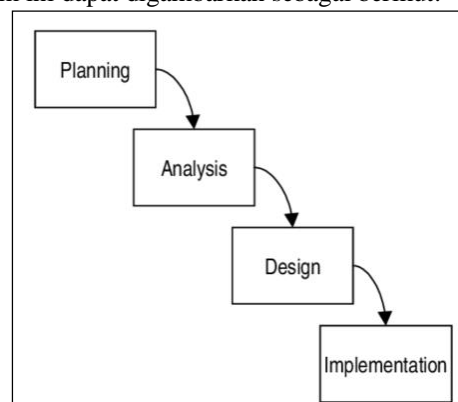 ini dapat digambarkan sebagai berikut.
Planning
Analysis
Design
Implementation